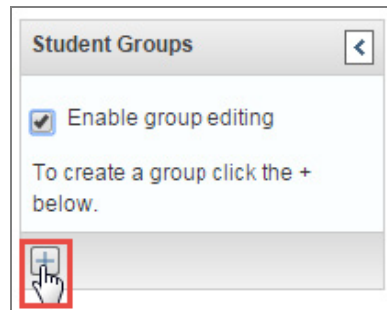 Student Groups
Enable group editing
To create a group click the +
below.